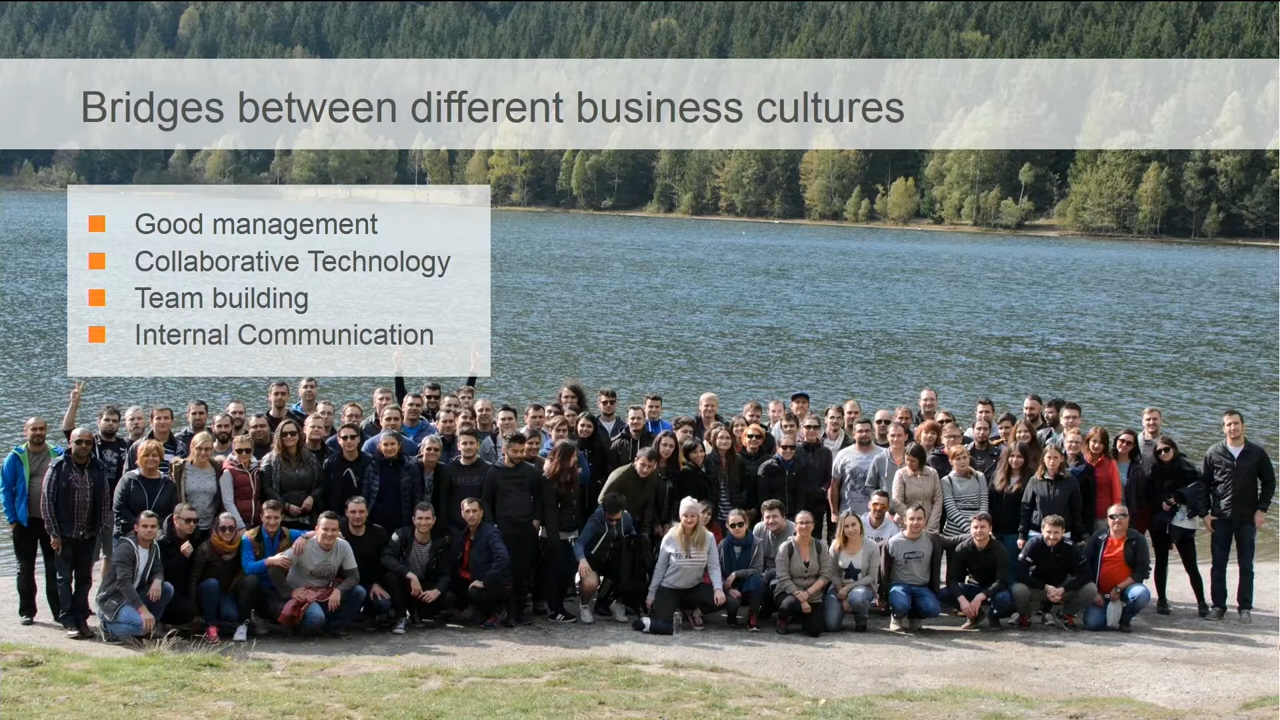 Bridges between different business cultures
Good management
Collaborative Technology
Team building
Internal Communication